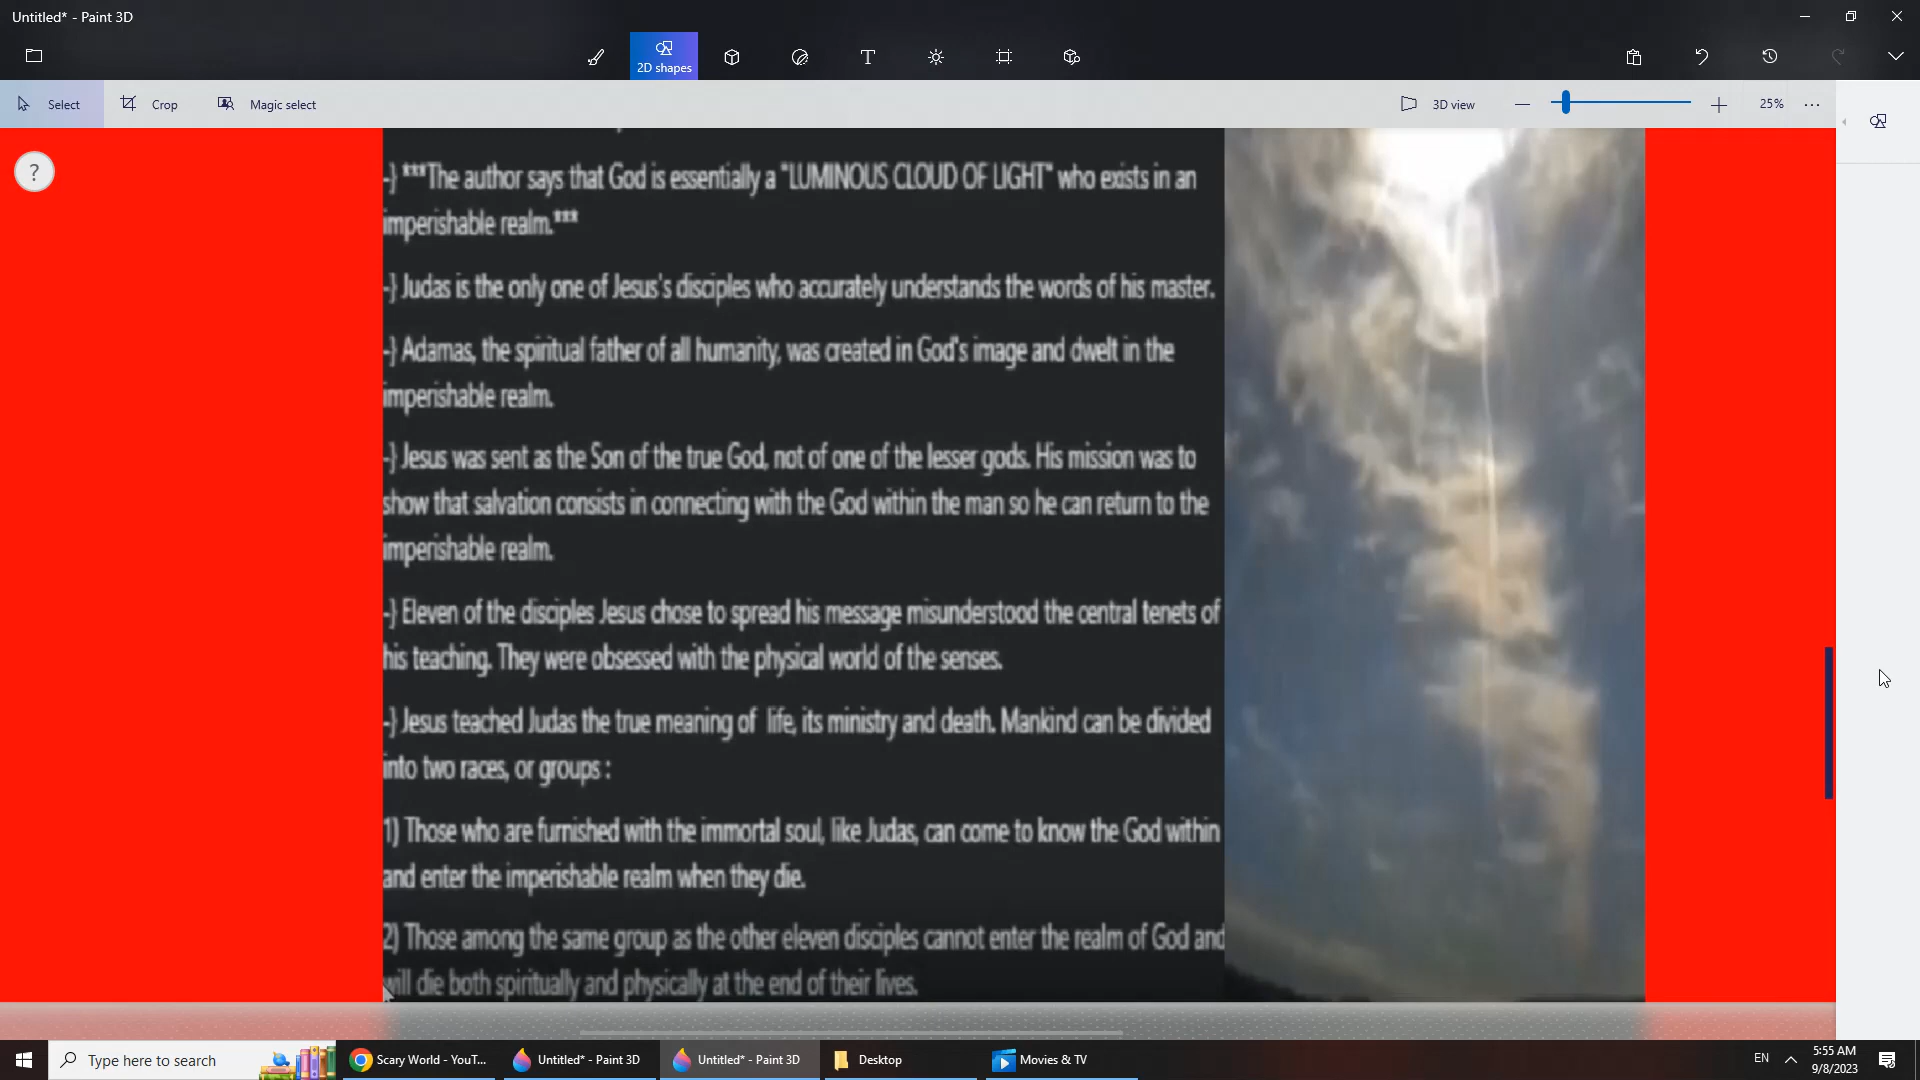 Untitled* - Paint 3D
2D shapes
Select
Crop
Magic select
3D view
25%
?
-} ***The author says that God is essentially a "LUMINOUS CLOUD OF LIGHT" who exists in an
imperishable realm.***
-} Judas is the only one of Jesus's disciples who accurately understands the words of his master.
-} Adamas, the spiritual father of all humanity, was created in God's image and dwelt in the
imperishable realm.
-} Jesus was sent as the Son of the true God, not of one of the lesser gods. His mission was to
show that salvation consists in connecting with the God within the man so he can return to the
imperishable realm.
-} Eleven of the disciples Jesus chose to spread his message misunderstood the central tenets of
his teaching. They were obsessed with the physical world of the senses.
-} Jesus teached Judas the true meaning of life, its ministry and death. Mankind can be divided
into two races, or groups :
1) Those who are furnished with the immortal soul, like Judas, can come to know the God within
and enter the imperishable realm when they die.
2) Those among the same group as the other eleven disciples cannot enter the realm of God and
will die both spiritually and physically at the end of their lives.
Type here to search
Scary World - YouT...
Untitled* - Paint 3D
Untitled* - Paint 3D
Desktop
Movies & TV
EN
5:55 AM
9/8/2023